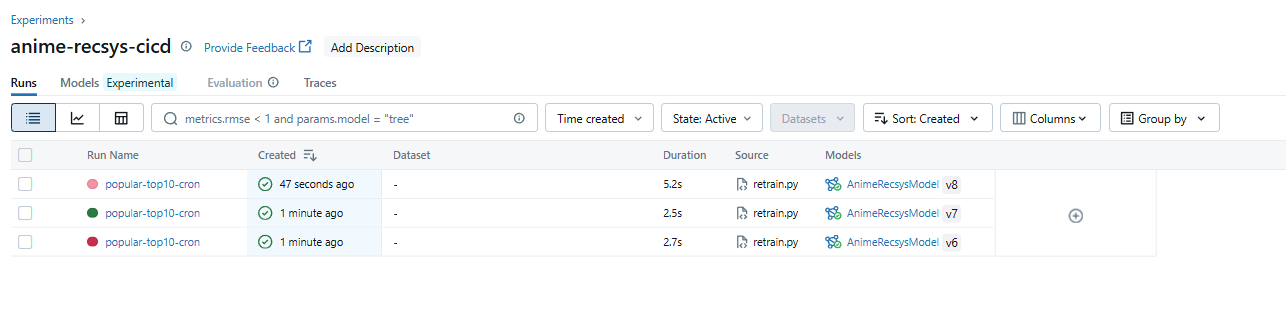 Experiments ›
anime-recsys-cicd Provide Feedback Add Description
Runs Models Experimental Evaluation Traces
metrics.rmse < 1 and params.model = "tree" Time created State: Active Datasets Sort: Created Columns Group by
Run Name Created Dataset Duration Source Models
popular-top10-cron 47 seconds ago - 5.2s retrain.py AnimeRecsysModel v8
popular-top10-cron 1 minute ago - 2.5s retrain.py AnimeRecsysModel v7
popular-top10-cron 1 minute ago - 2.7s retrain.py AnimeRecsysModel v6